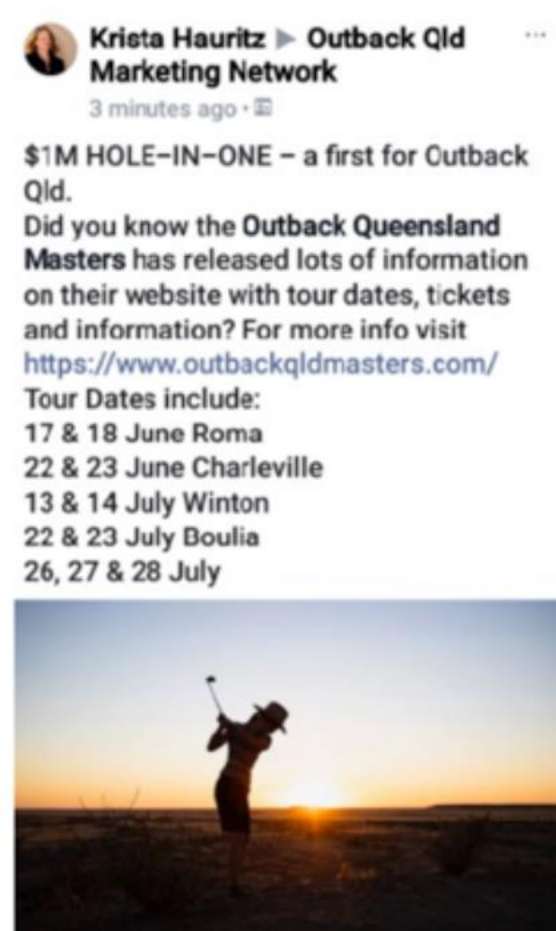 Krista Hauritz ▶ Outback Qld
Marketing Network
3 minutes ago ·
$1M HOLE-IN-ONE – a first for Outback
Qld.
Did you know the Outback Queensland
Masters has released lots of information
on their website with tour dates, tickets
and information? For more info visit
https://www.outbackqldmasters.com/
Tour Dates include:
17 & 18 June Roma
22 & 23 June Charleville
13 & 14 July Winton
22 & 23 July Boulia
26, 27 & 28 July